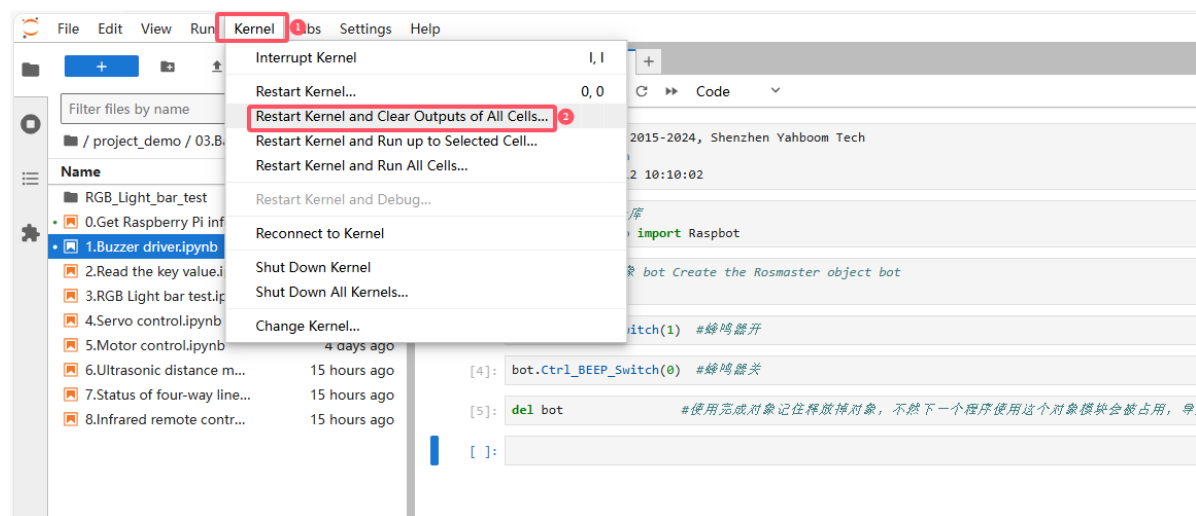 File Edit View Run Kernel 1 bs Settings Help
Interrupt Kernel I, I
Restart Kernel... 0, 0
Restart Kernel and Clear Outputs of All Cells... 2
Restart Kernel and Run up to Selected Cell...
Restart Kernel and Run All Cells...
Restart Kernel and Debug...
Reconnect to Kernel
Shut Down Kernel
Shut Down All Kernels...
Change Kernel...
+
Filter files by name
/ project_demo / 03.B
Name
RGB_Light_bar_test
0.Get Raspberry Pi inf
1.Buzzer driver.ipynb
2.Read the key value.i
3.RGB Light bar test.ip
4.Servo control.ipynb
5.Motor control.ipynb 4 days ago
6.Ultrasonic distance m... 15 hours ago
7.Status of four-way line... 15 hours ago
8.Infrared remote contr... 15 hours ago
+
Code
2015-2024, Shenzhen Yahboom Tech
2 10:10:02
库
import Raspbot
bot Create the Rosmaster object bot
itch(1) #蜂鸣器开
[4]: bot.Ctrl_BEEP_Switch(0) #蜂鸣器关
[5]: del bot #使用完成对象记住释放掉对象，不然下一个程序使用这个对象模块会被占用，导
[ ]: